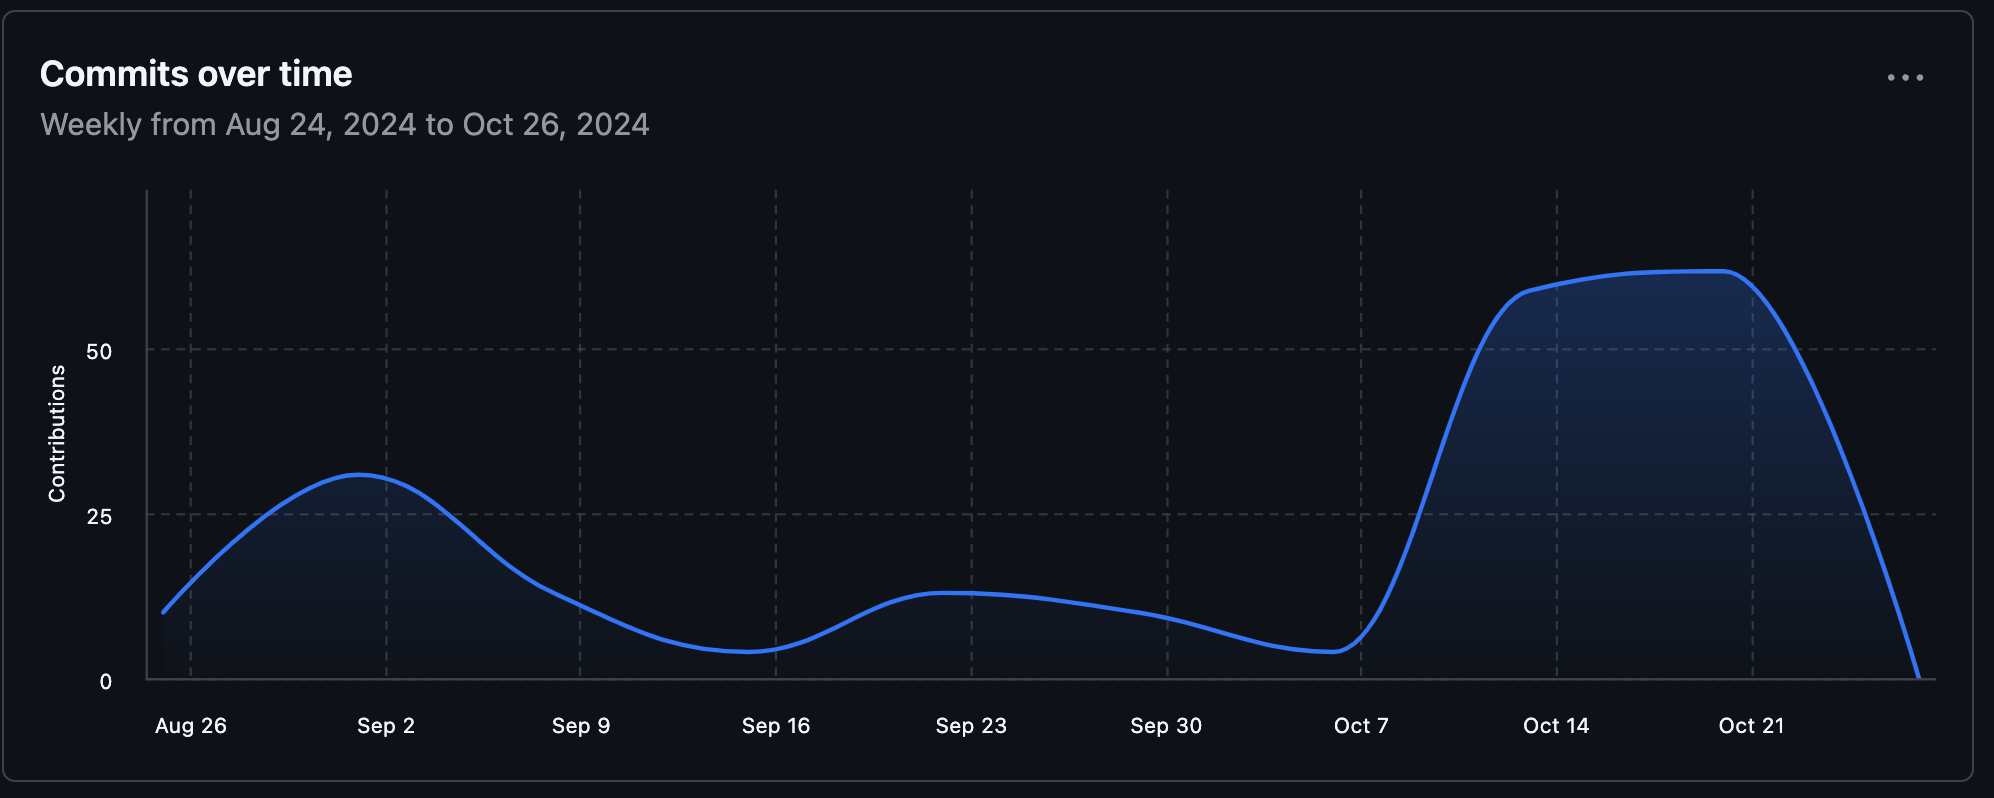 Commits over time
Weekly from Aug 24, 2024 to Oct 26, 2024
Contributions
50
25
0
Aug 26 Sep 2 Sep 9 Sep 16 Sep 23 Sep 30 Oct 7 Oct 14 Oct 21